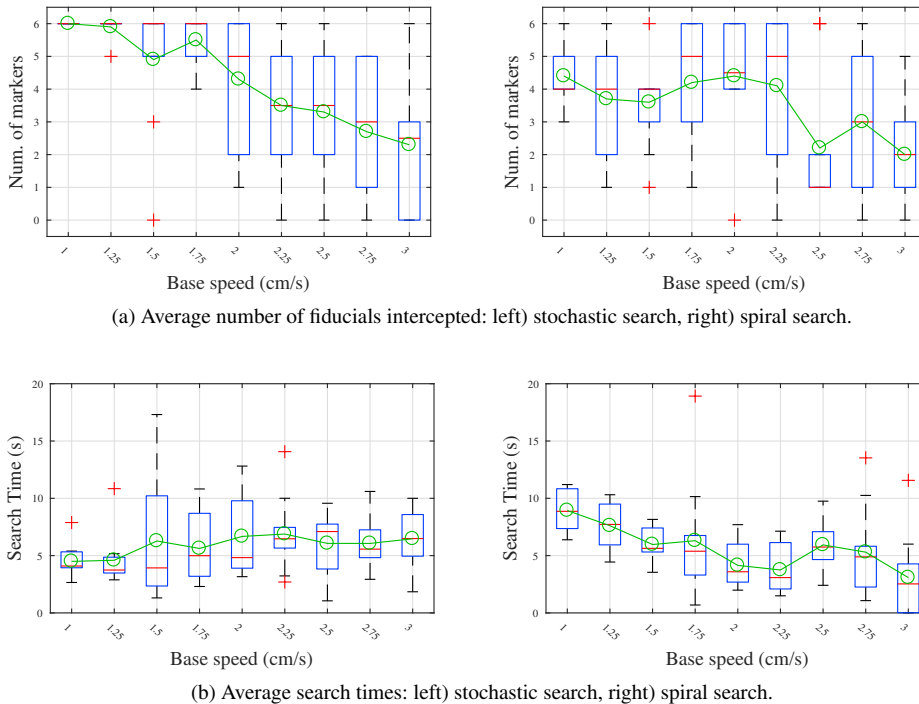 6
5
4
3
2
1
0
Num. of markers
1 1.25 1.5 1.75 2 2.25 2.5 2.75 3
Base speed (cm/s)
6
5
4
3
2
1
0
Num. of markers
1 1.25 1.5 1.75 2 2.25 2.5 2.75 3
Base speed (cm/s)
(a) Average number of fiducials intercepted: left) stochastic search, right) spiral search.
20
15
10
5
0
Search Time (s)
1 1.25 1.5 1.75 2 2.25 2.5 2.75 3
Base speed (cm/s)
20
15
10
5
0
Search Time (s)
1 1.25 1.5 1.75 2 2.25 2.5 2.75 3
Base speed (cm/s)
(b) Average search times: left) stochastic search, right) spiral search.